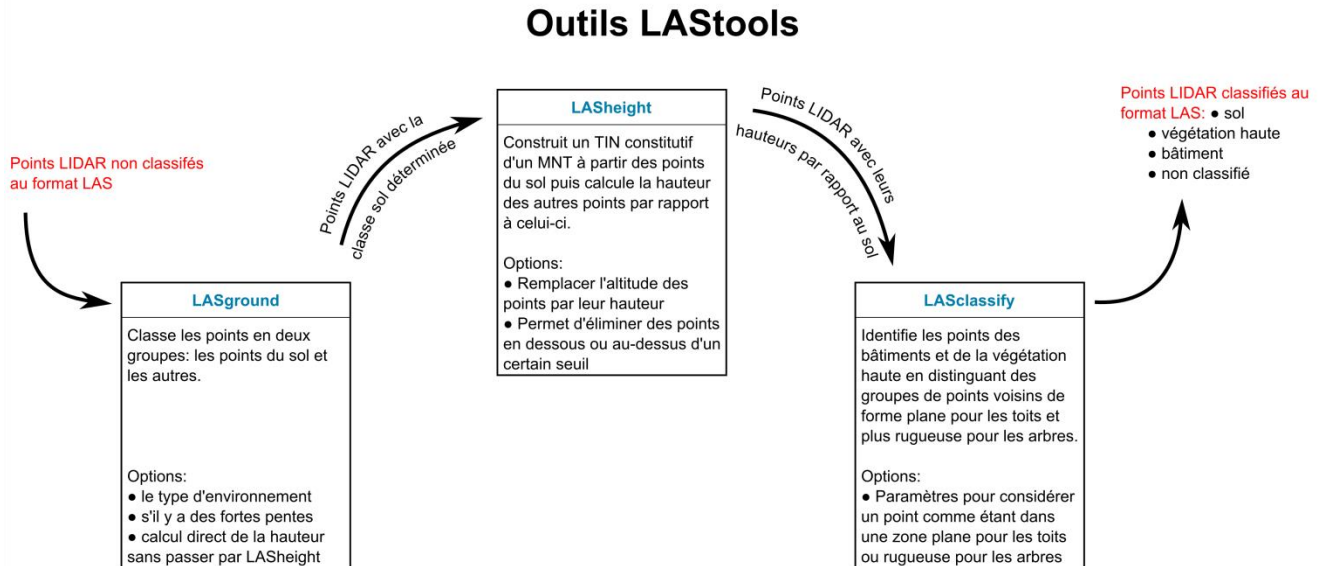 Outils LAStools
Points LIDAR non classifés
au format LAS
LASground
Classe les points en deux
groupes: les points du sol et
les autres.
Options:
● le type d'environnement
● s'il y a des fortes pentes
● calcul direct de la hauteur
sans passer par LASheight
Points LIDAR avec la
classe sol déterminée
LASheight
Construit un TIN constitutif
d'un MNT à partir des points
du sol puis calcule la hauteur
des autres points par rapport
à celui-ci.
Options:
● Remplacer l'altitude des
points par leur hauteur
● Permet d'éliminer des points
en dessous ou au-dessus d'un
certain seuil
Points LIDAR avec leurs
hauteurs par rapport au sol
LASclassify
Identifie les points des
bâtiments et de la végétation
haute en distinguant des
groupes de points voisins de
forme plane pour les toits et
plus rugueuse pour les arbres.
Options:
● Paramètres pour considérer
un point comme étant dans
une zone plane pour les toits
ou rugueuse pour les arbres
Points LIDAR classifiés au
format LAS: ● sol
● végétation haute
● bâtiment
● non classifié